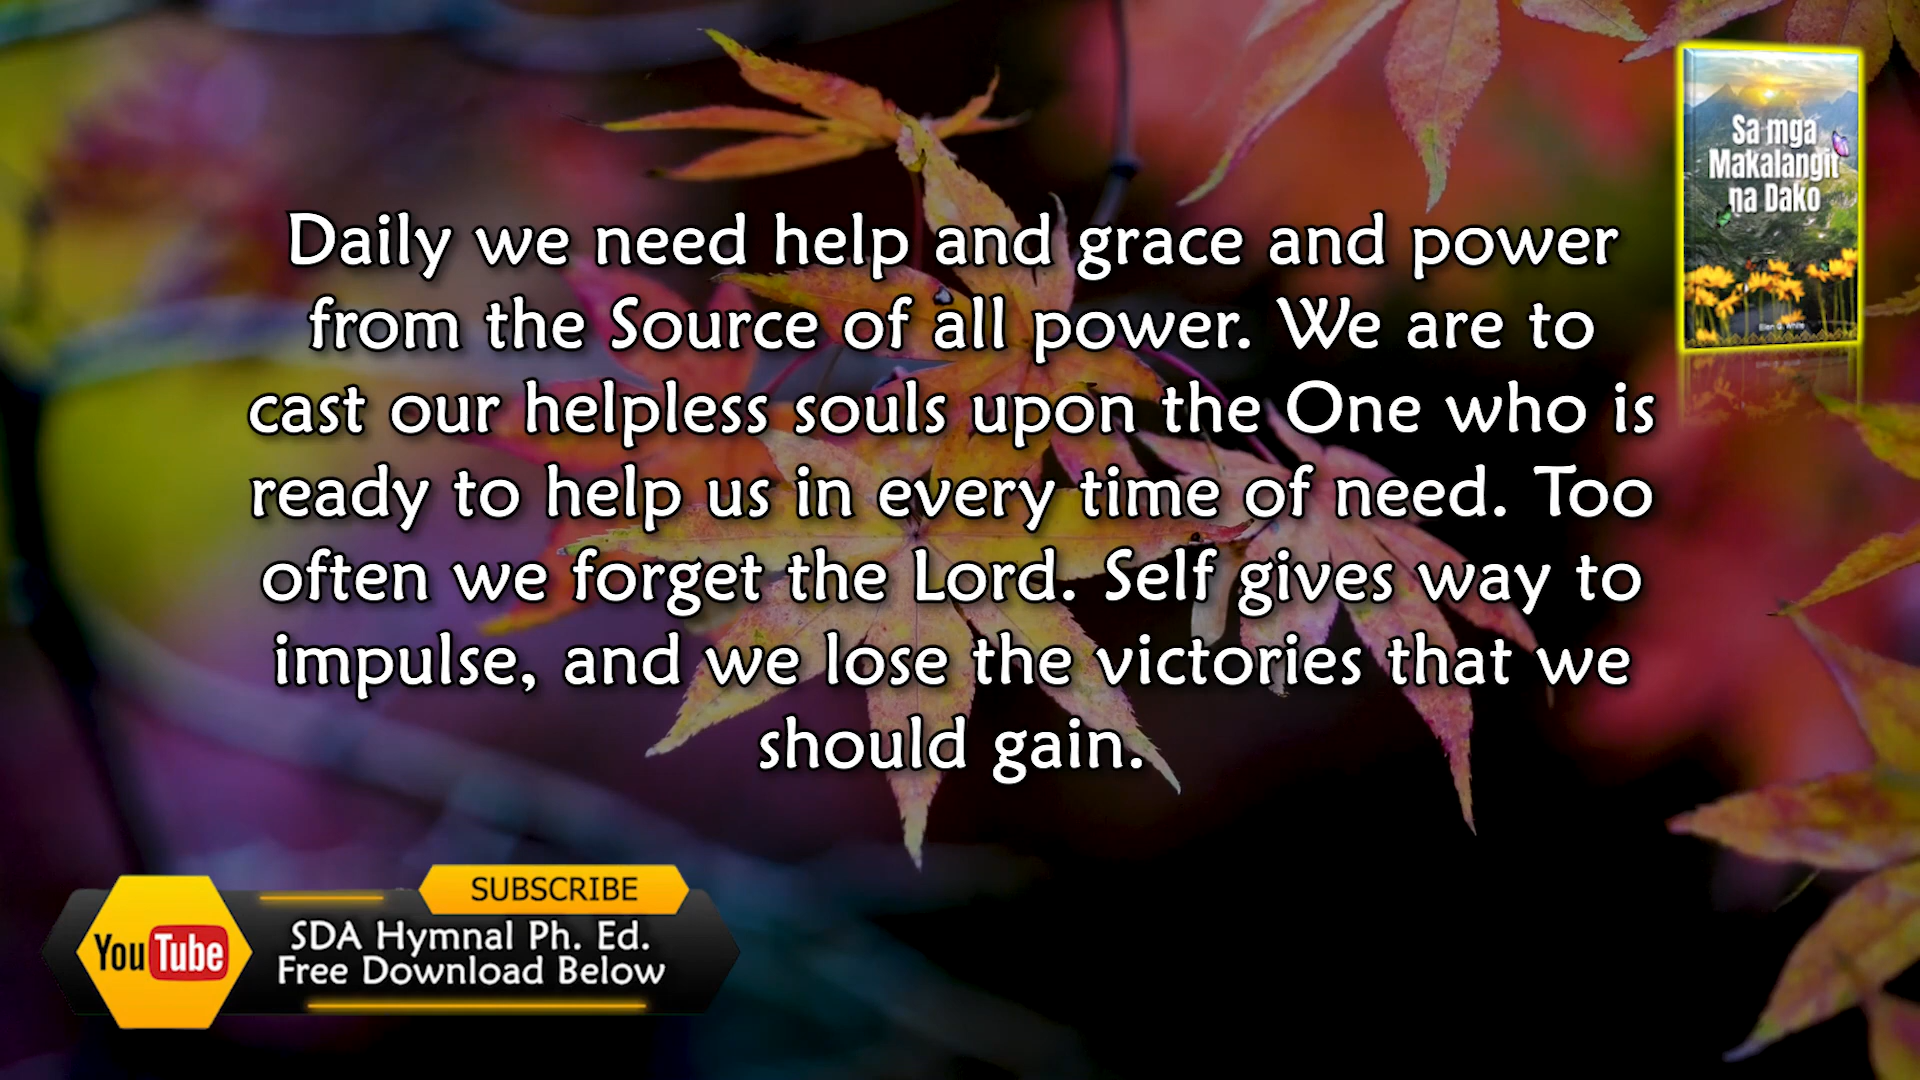 Daily we need help and grace and power
from the Source of all power. We are to
cast our helpless souls upon the One who is
ready to help us in every time of need. Too
often we forget the Lord. Self gives way to
impulse, and we lose the victories that we
should gain.
Sa mga
Makalangit
na Dako
Ellen G. White
SUBSCRIBE
YouTube
SDA Hymnal Ph. Ed.
Free Download Below